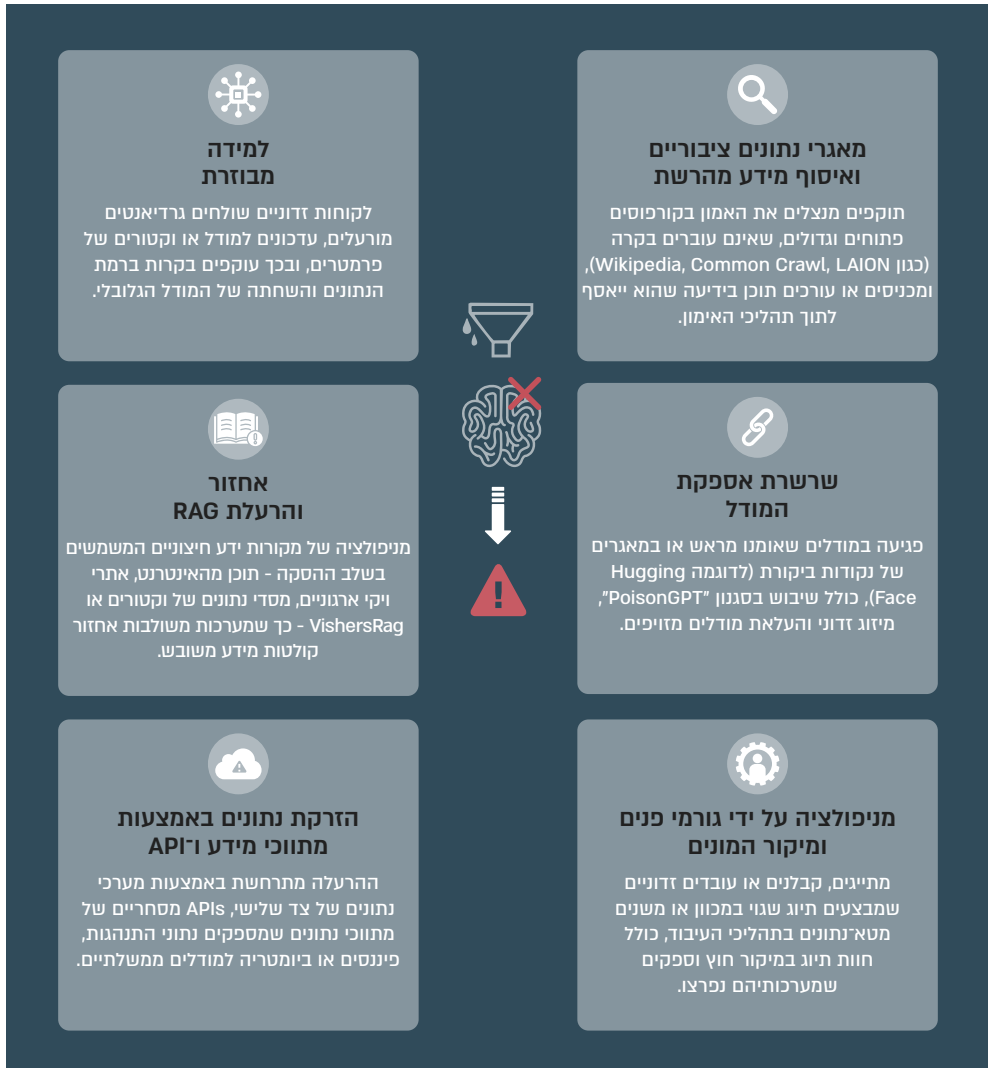 מאגרי נתונים ציבוריים
ואיסוף מידע מהרשת
תוקפים מנצלים את האמון בקורפוסים
פתוחים וגדולים, שאינם עוברים בקרה
(כגון Wikipedia, Common Crawl, LAION),
ומכניסים או עורכים תוכן בידיעה שהוא ייאסף
לתוך תהליכי האימון.
למידה
מבוזרת
לקוחות זדוניים שולחים גרדיאנטים
מורעלים, עדכונים למודל או וקטורים של
פרמטרים, ובכך עוקפים בקרות ברמת
הנתונים והשחתה של המודל הגלובלי.
שרשרת אספקת
המודל
פגיעה במודלים שאומנו מראש או במאגרים
של נקודות ביקורת (לדוגמה Hugging
Face), כולל שיבוש בסגנון "PoisonGPT",
מיזוג זדוני והעלאת מודלים מזויפים.
אחזור
והרעלת RAG
מניפולציה של מקורות ידע חיצוניים המשמשים
בשלב ההסקה - תוכן מהאינטרנט, אתרי
ויקי ארגוניים, מסדי נתונים של וקטורים או
VishersRag - כך שמערכות משולבות אחזור
קולטות מידע משובש.
מניפולציה על ידי גורמי פנים
ומיקור המונים
מתייגים, קבלנים או עובדים זדוניים
שמבצעים תיוג שגוי במכוון או משנים
מטא־נתונים בתהליכי העיבוד, כולל
חוות תיוג במיקור חוץ וספקים
שמערכותיהם נפרצו.
הזרקת נתונים באמצעות
מתווכי מידע ו־API
ההרעלה מתרחשת באמצעות מערכי
נתונים של צד שלישי, APIs מסחריים של
מתווכי נתונים שמספקים נתוני התנהגות,
פיננסים או ביומטריה למודלים ממשלתיים.